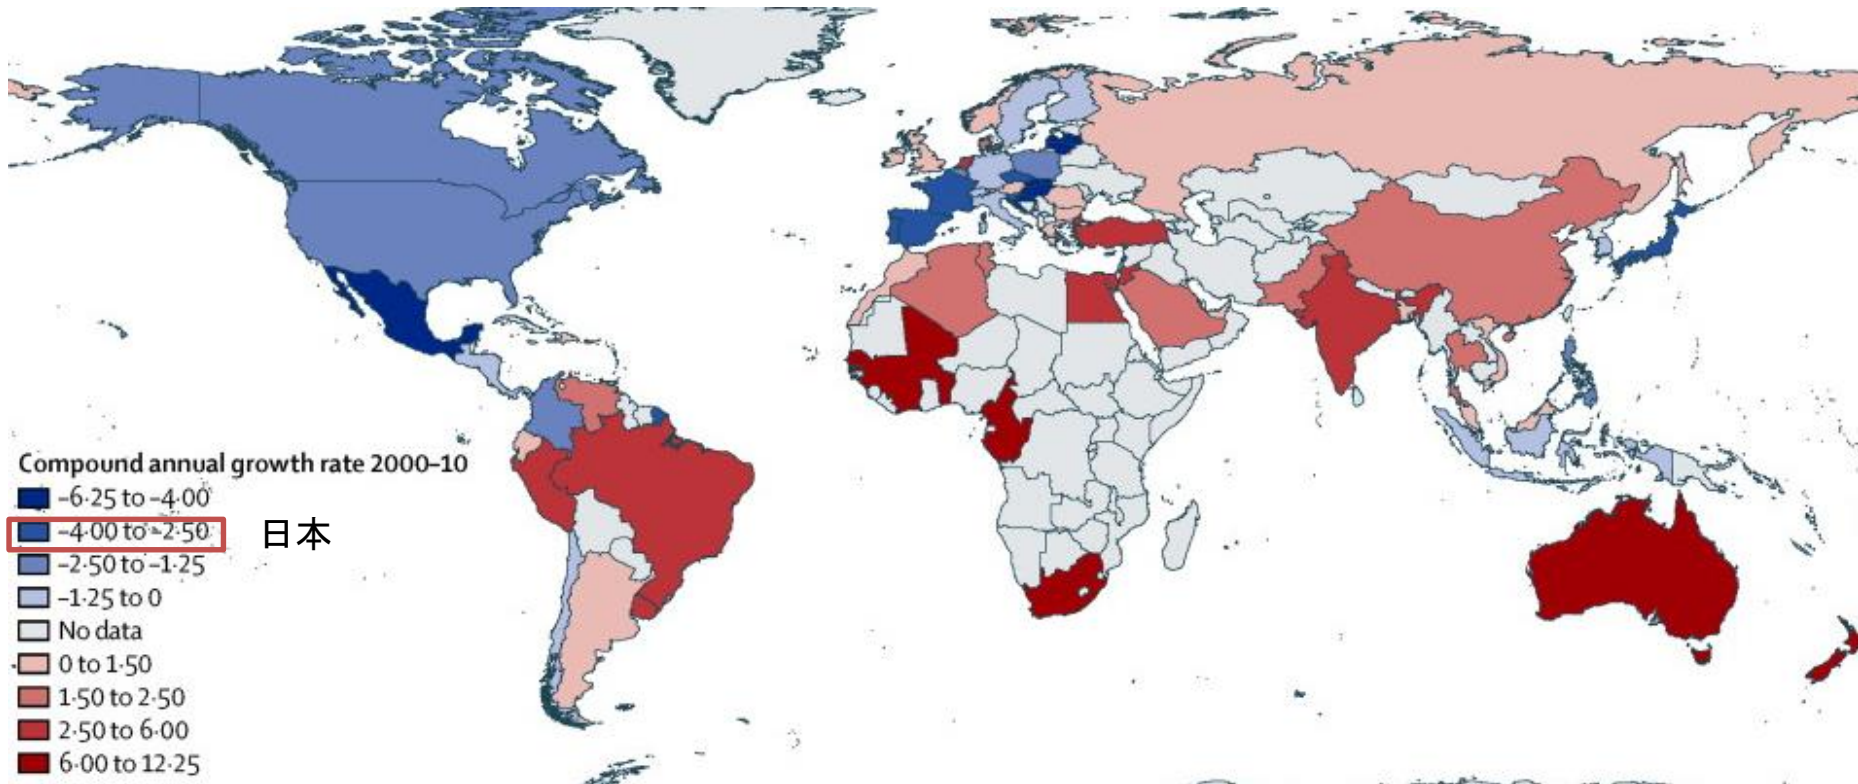 Compound annual growth rate 2000–10
–6·25 to –4·00
–4·00 to –2·50
日本
–2·50 to –1·25
–1·25 to 0
No data
0 to 1·50
1·50 to 2·50
2·50 to 6·00
6·00 to 12·25